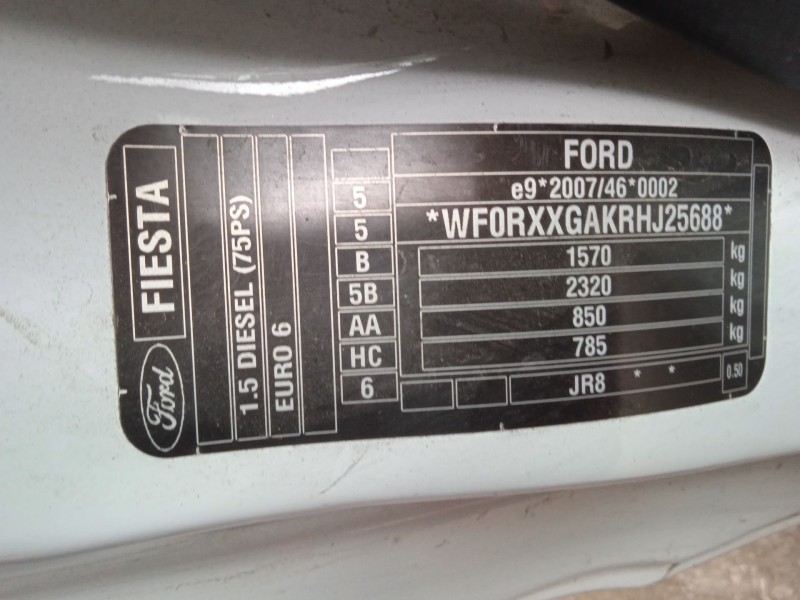 Ford
FIESTA
1.5 DIESEL (75PS)
EURO 6
5
5
B
5B
AA
HC
6
FORD
e9*2007/46*0002
*WF0RXXGAKRHJ25688*
1570 kg
2320 kg
850 kg
785 kg
JR8 * *
0.50